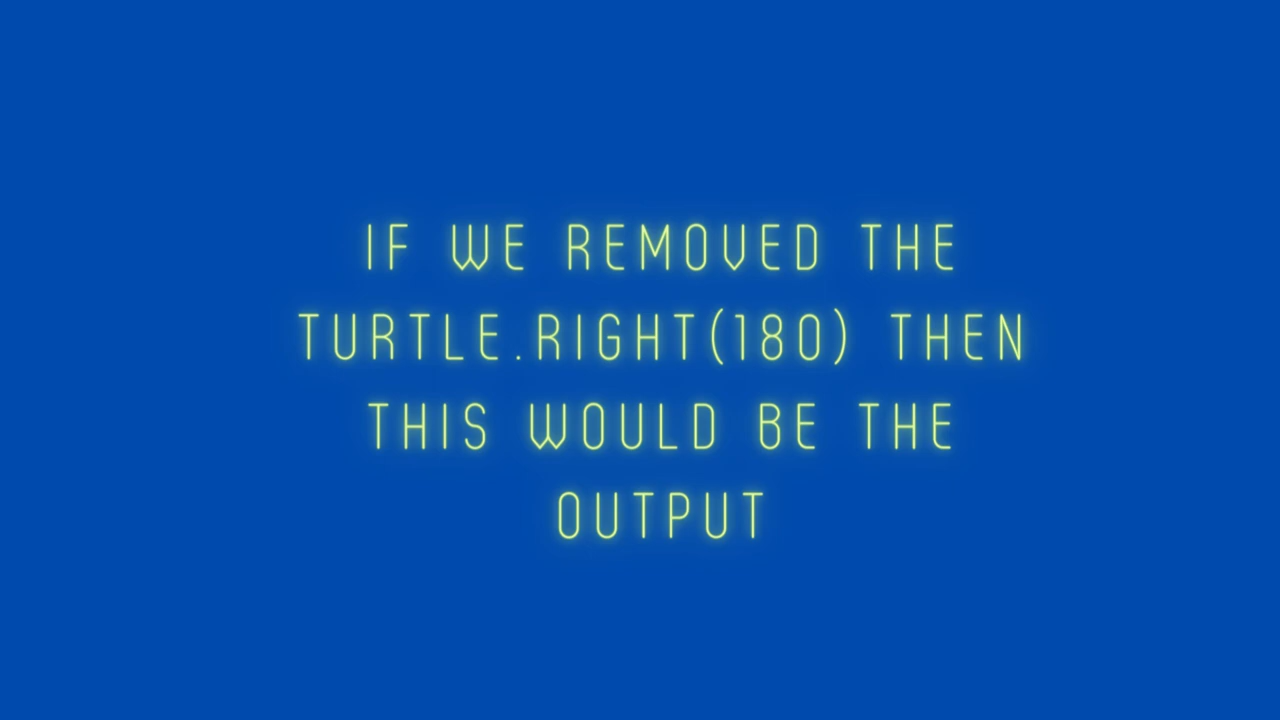 IF WE REMOVED THE
TURTLE.RIGHT(180) THEN
THIS WOULD BE THE
OUTPUT